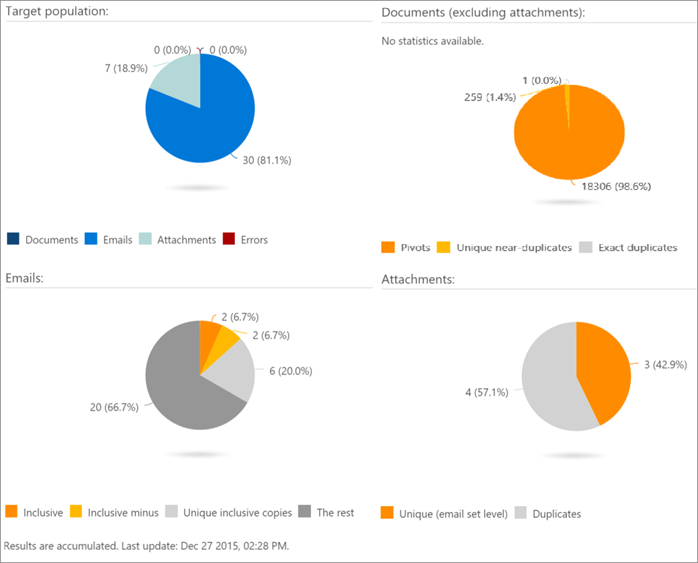 Target population:
0 (0.0%) 0 (0.0%)
7 (18.9%)
30 (81.1%)
Documents Emails Attachments Errors
Documents (excluding attachments):
No statistics available.
1 (0.0%)
259 (1.4%)
18306 (98.6%)
Pivots Unique near-duplicates Exact duplicates
Emails:
2 (6.7%)
2 (6.7%)
6 (20.0%)
20 (66.7%)
Inclusive Inclusive minus Unique inclusive copies The rest
Attachments:
3 (42.9%)
4 (57.1%)
Unique (email set level) Duplicates
Results are accumulated. Last update: Dec 27 2015, 02:28 PM.